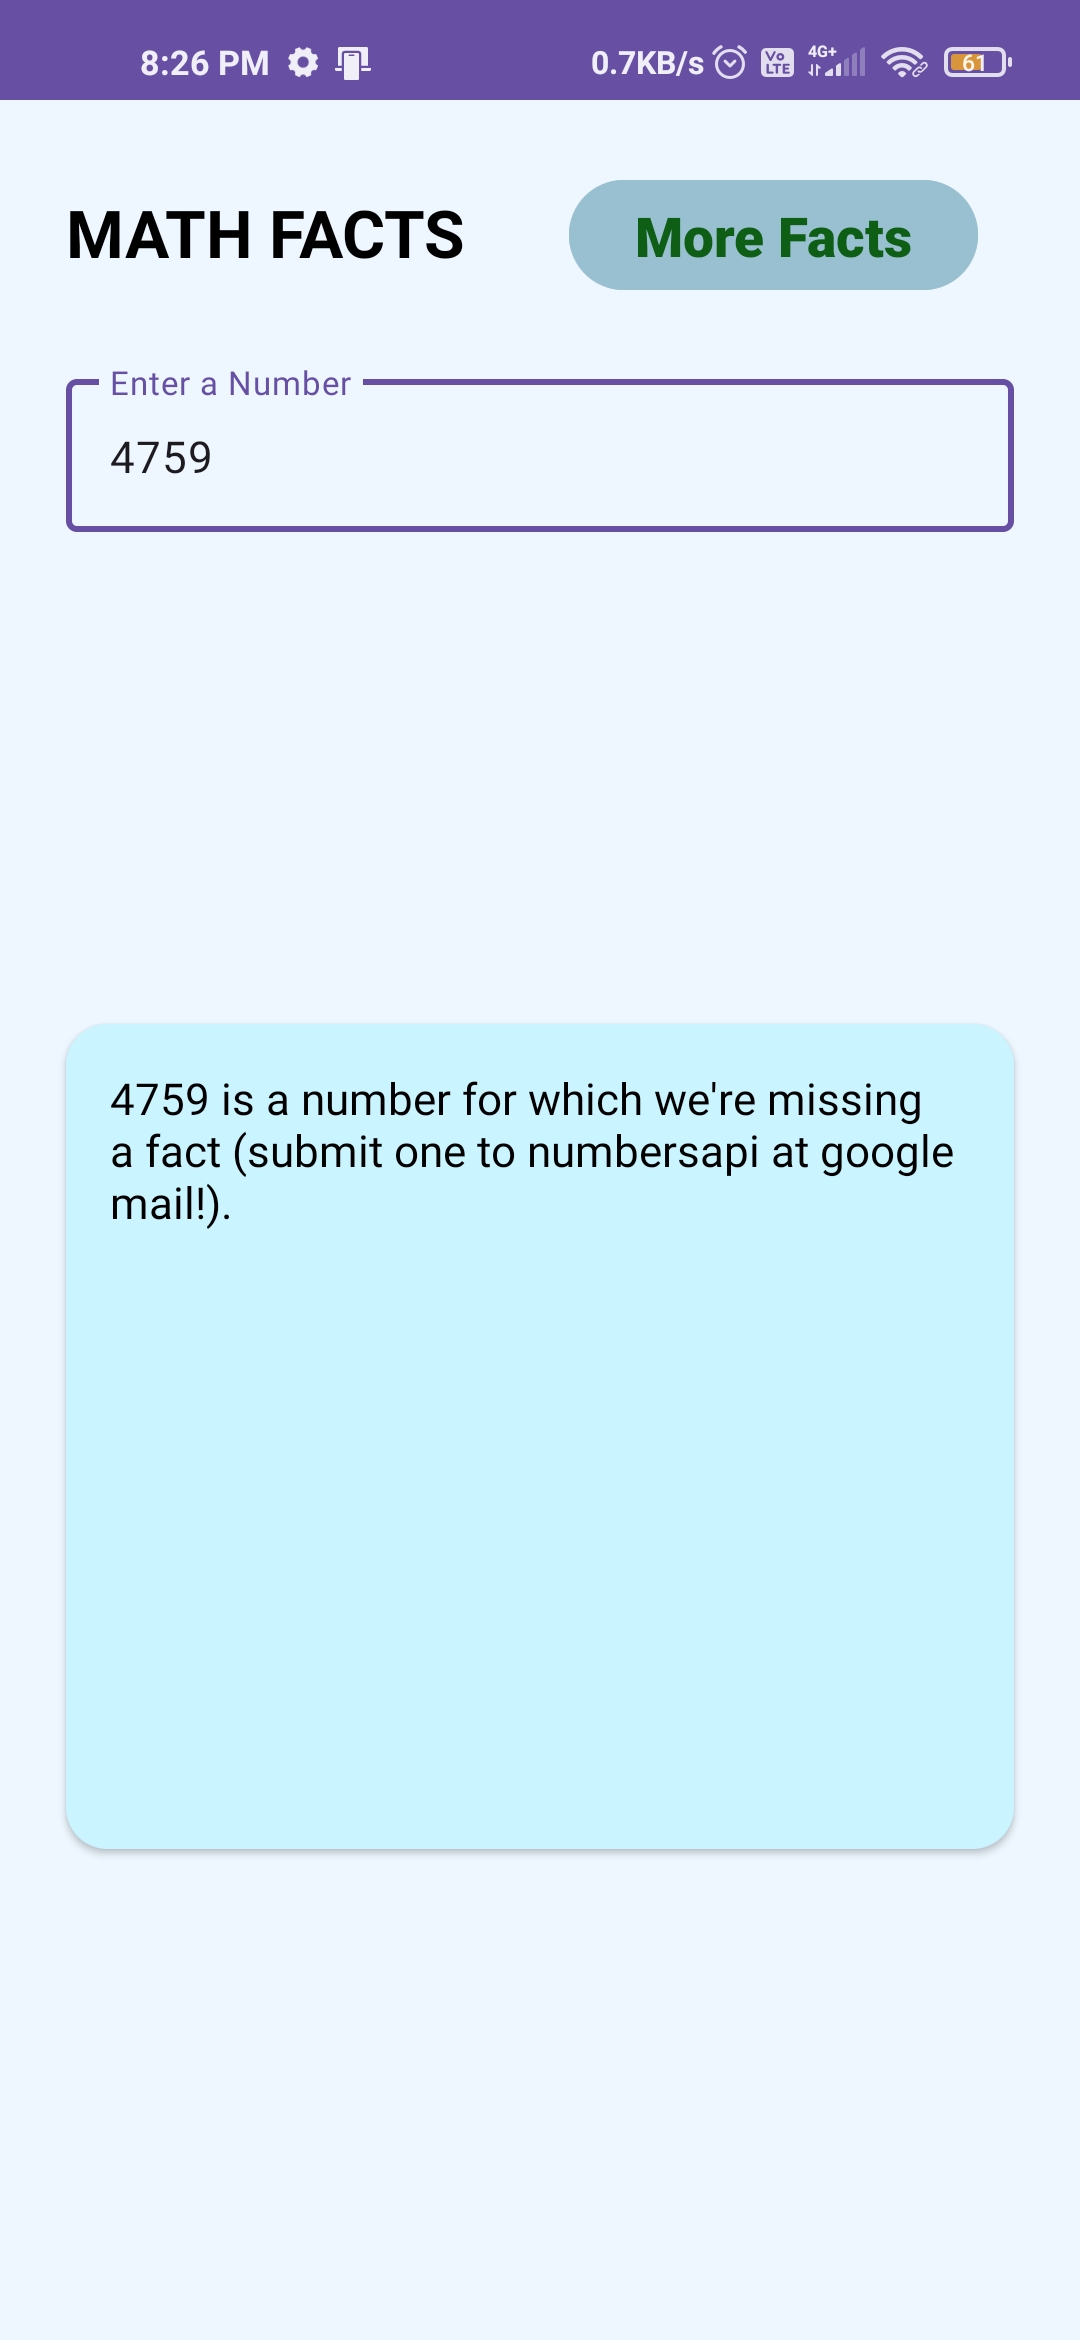 8:26 PM 0.7KB/s Vo LTE 4G+ 61
MATH FACTS More Facts
Enter a Number
4759
4759 is a number for which we're missing
a fact (submit one to numbersapi at google
mail!).